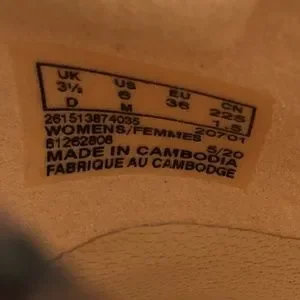 UK US EU CN
3½ 6 36 225
D M 1.5
261513874035 20701
WOMENS/FEMMES
81262808 5/20
MADE IN CAMBODIA
FABRIQUE AU CAMBODGE